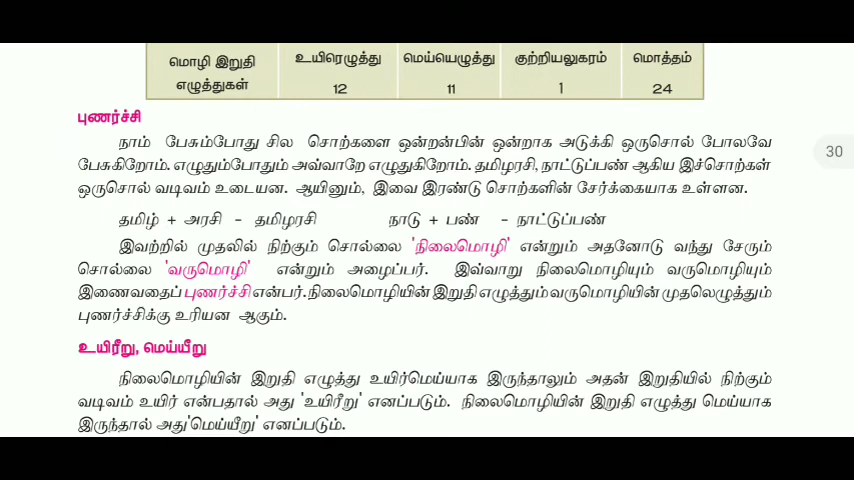 மொழி இறுதி எழுத்துகள் உயிரெழுத்து மெய்யெழுத்து குற்றியலுகரம் மொத்தம்
12 11 1 24
புணர்ச்சி
நாம் பேசும்போது சில சொற்களை ஒன்றன்பின் ஒன்றாக அடுக்கி ஒருசொல் போலவே
பேசுகிறோம். எழுதும்போதும் அவ்வாறே எழுதுகிறோம். தமிழரசி, நாட்டுப்பண் ஆகிய இச்சொற்கள்
ஒருசொல் வடிவம் உடையன. ஆயினும், இவை இரண்டு சொற்களின் சேர்க்கையாக உள்ளன.
தமிழ் + அரசி – தமிழரசி நாடு + பண் – நாட்டுப்பண்
இவற்றில் முதலில் நிற்கும் சொல்லை 'நிலைமொழி' என்றும் அதனோடு வந்து சேரும்
சொல்லை 'வருமொழி' என்றும் அழைப்பர். இவ்வாறு நிலைமொழியும் வருமொழியும்
இணைவதைப் புணர்ச்சி என்பர். நிலைமொழியின் இறுதி எழுத்தும் வருமொழியின் முதலெழுத்தும்
புணர்ச்சிக்கு உரியன ஆகும்.
உயிரீறு, மெய்யீறு
நிலைமொழியின் இறுதி எழுத்து உயிர்மெய்யாக இருந்தாலும் அதன் இறுதியில் நிற்கும்
வடிவம் உயிர் என்பதால் அது 'உயிரீறு' எனப்படும். நிலைமொழியின் இறுதி எழுத்து மெய்யாக
இருந்தால் அது 'மெய்யீறு' எனப்படும்.
30